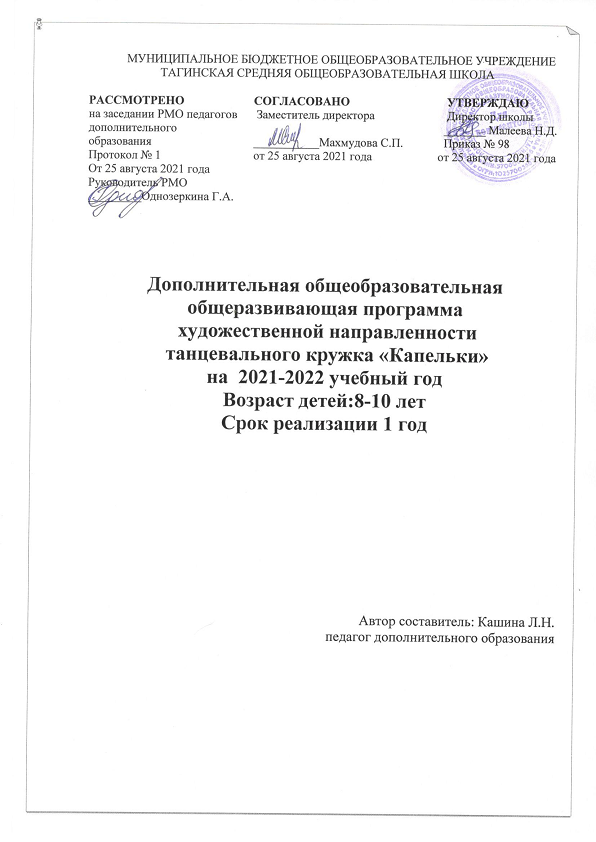 МУНИЦИПАЛЬНОЕ БЮДЖЕТНОЕ ОБЩЕОБРАЗОВАТЕЛЬНОЕ УЧРЕЖДЕНИЕ
ТАГИНСКАЯ СРЕДНЯЯ ОБЩЕОБРАЗОВАТЕЛЬНАЯ ШКОЛА
РАССМОТРЕНО
на заседании РМО педагогов
дополнительного
образования
Протокол № 1
От 25 августа 2021 года
Руководитель РМО
Однозеркина Г.А.
СОГЛАСОВАНО
Заместитель директора
Махмудова С.П.
от 25 августа 2021 года
УТВЕРЖДАЮ
Директор школы
Малеева Н.Д.
Приказ № 98
от 25 августа 2021 года
Дополнительная общеобразовательная
общеразвивающая программа
художественной направленности
танцевального кружка «Капельки»
на 2021-2022 учебный год
Возраст детей:8-10 лет
Срок реализации 1 год
Автор составитель: Кашина Л.Н.
педагог дополнительного образования